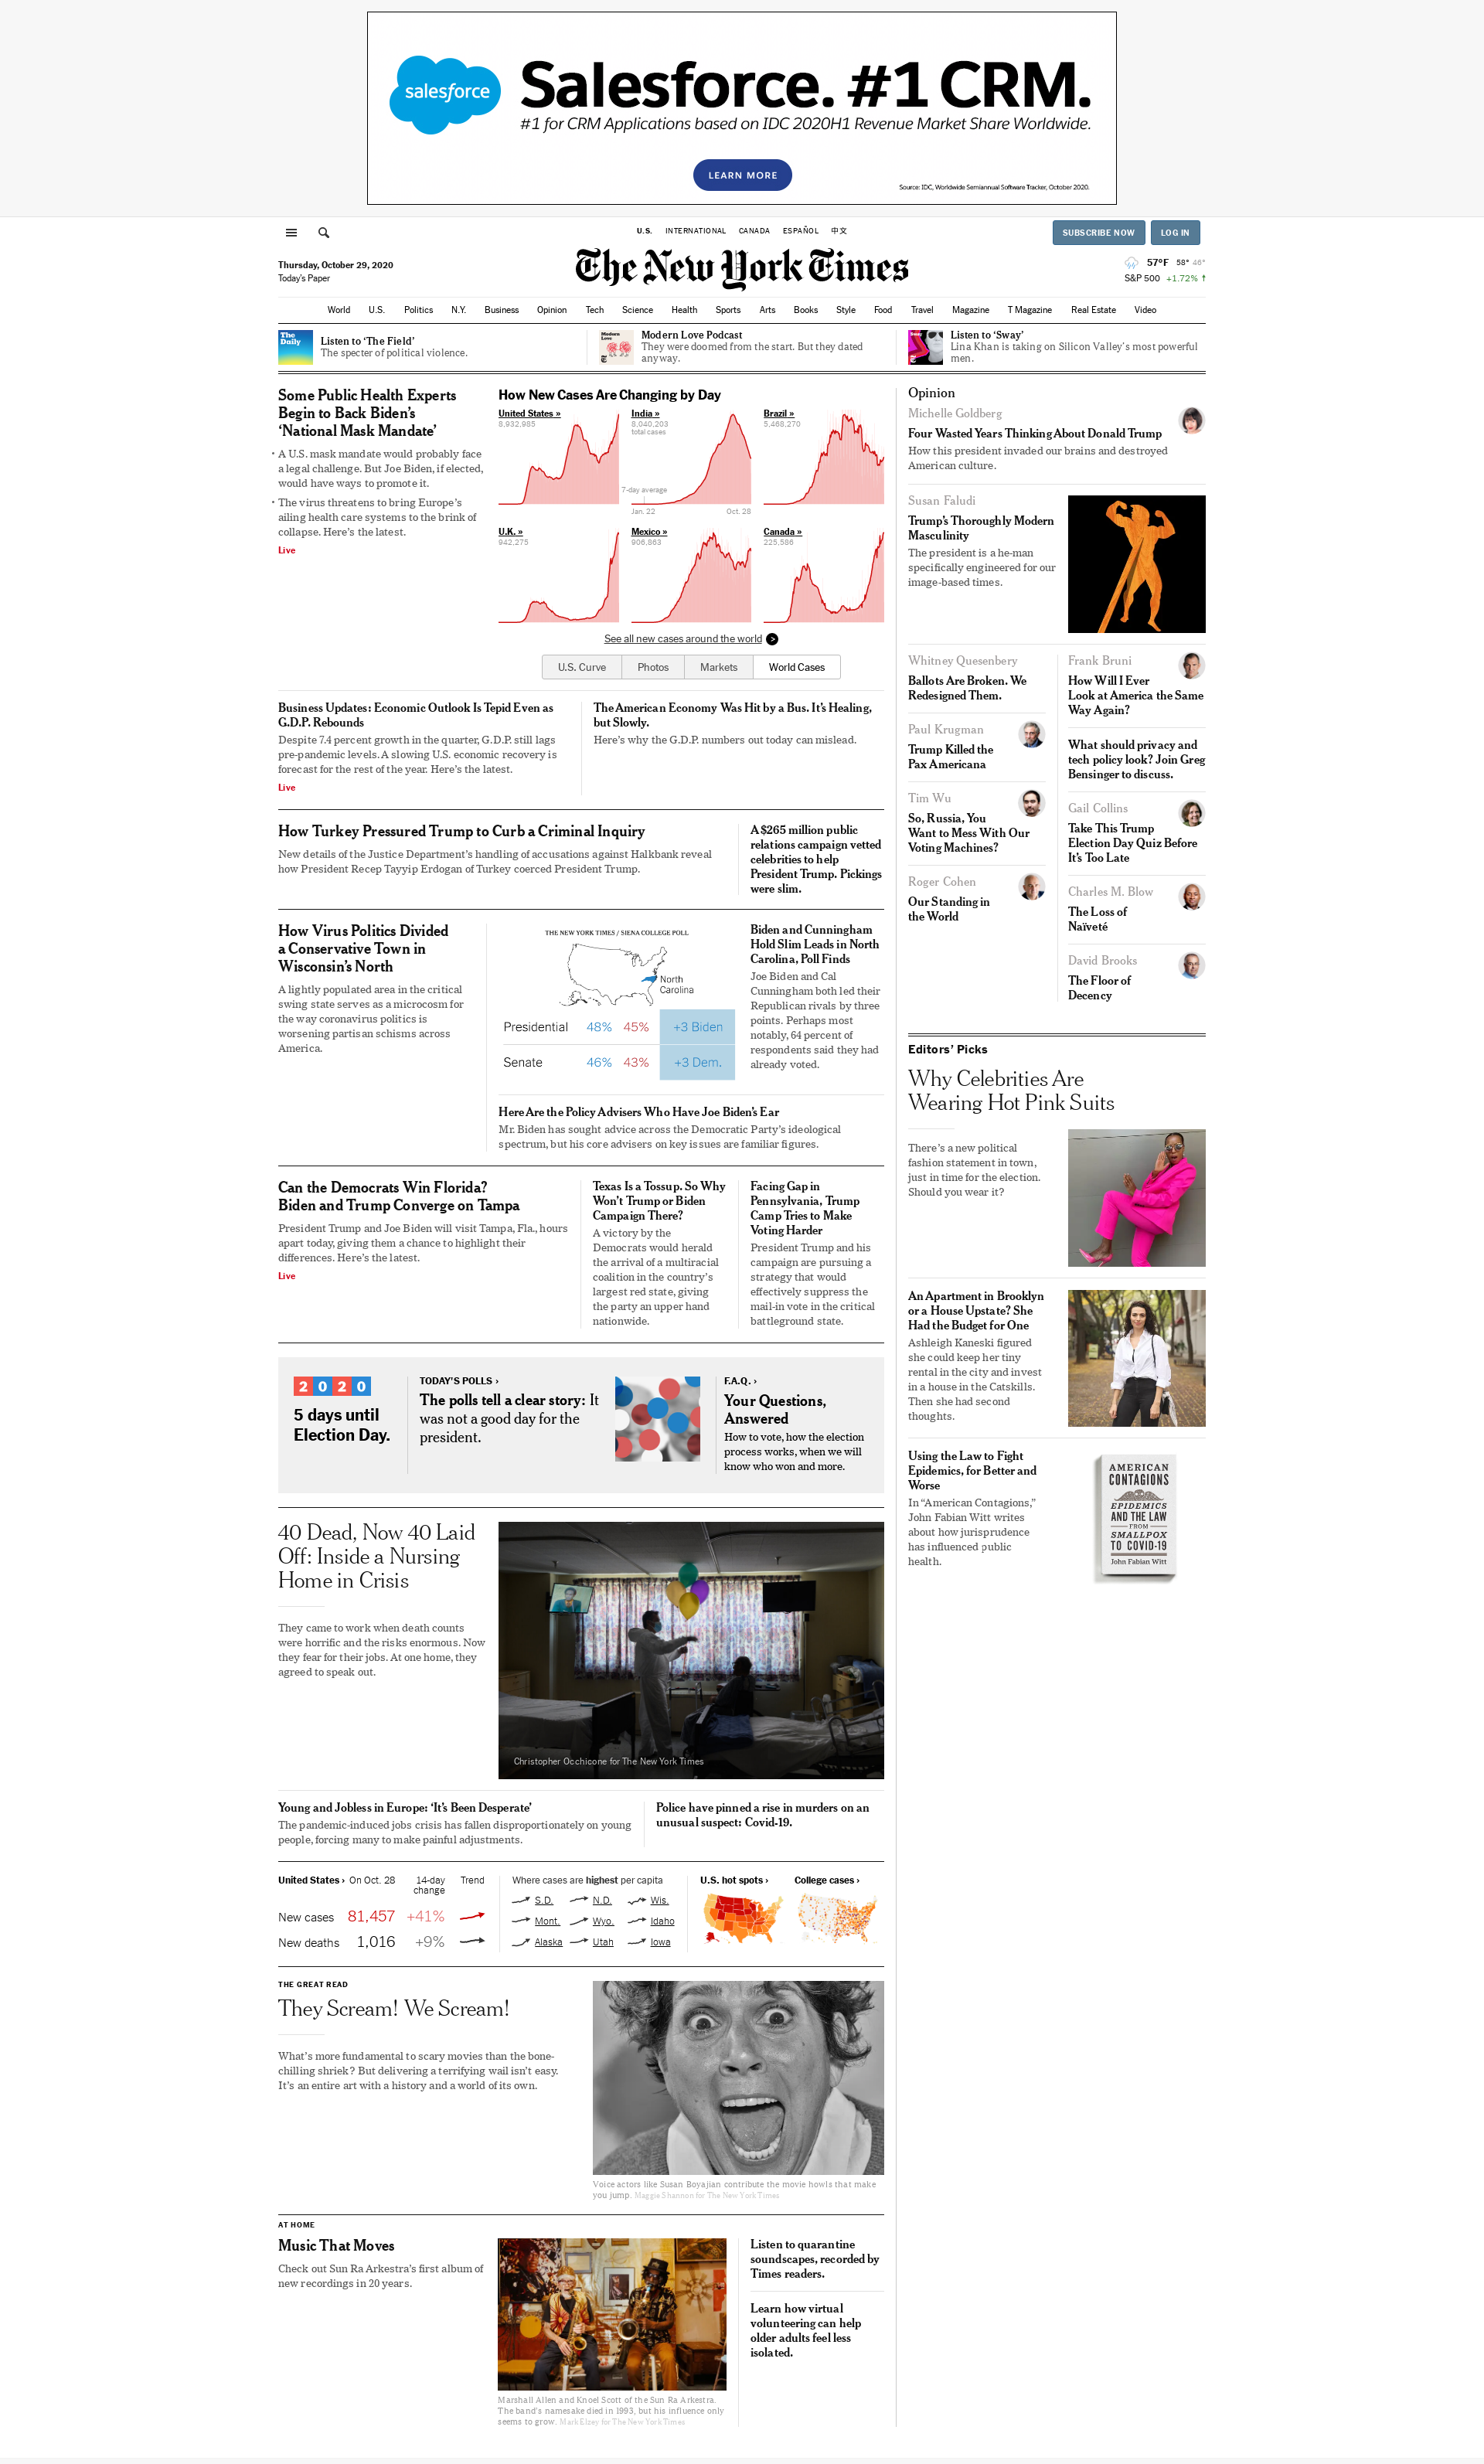 salesforce
Salesforce. #1 CRM.
#1 for CRM Applications based on IDC 2020H1 Revenue Market Share Worldwide.
LEARN MORE
Source: IDC, Worldwide Semiannual Software Tracker, October 2020.
U.S. INTERNATIONAL CANADA ESPAÑOL 中文
SUBSCRIBE NOW LOG IN
Thursday, October 29, 2020
Today's Paper
The New York Times
57°F 58° 46°
S&P 500 +1.72%
World U.S. Politics N.Y. Business Opinion Tech Science Health Sports Arts Books Style Food Travel Magazine T Magazine Real Estate Video
The
Daily
Listen to ‘The Field’
The specter of political violence.
Modern
Love
Modern Love Podcast
They were doomed from the start. But they dated
anyway.
Listen to ‘Sway’
Lina Khan is taking on Silicon Valley’s most powerful
men.
Some Public Health Experts
Begin to Back Biden’s
‘National Mask Mandate’
• A U.S. mask mandate would probably face
a legal challenge. But Joe Biden, if elected,
would have ways to promote it.
• The virus threatens to bring Europe’s
ailing health care systems to the brink of
collapse. Here’s the latest.
Live
How New Cases Are Changing by Day
United States »
8,932,985
India »
8,040,203
total cases
Brazil »
5,468,270
7-day average
Jan. 22 Oct. 28
U.K. »
942,275
Mexico »
906,863
Canada »
225,586
See all new cases around the world >
U.S. Curve Photos Markets World Cases
Business Updates: Economic Outlook Is Tepid Even as
G.D.P. Rebounds
Despite 7.4 percent growth in the quarter, G.D.P. still lags
pre-pandemic levels. A slowing U.S. economic recovery is
forecast for the rest of the year. Here’s the latest.
Live
The American Economy Was Hit by a Bus. It’s Healing,
but Slowly.
Here’s why the G.D.P. numbers out today can mislead.
How Turkey Pressured Trump to Curb a Criminal Inquiry
New details of the Justice Department’s handling of accusations against Halkbank reveal
how President Recep Tayyip Erdogan of Turkey coerced President Trump.
A $265 million public
relations campaign vetted
celebrities to help
President Trump. Pickings
were slim.
How Virus Politics Divided
a Conservative Town in
Wisconsin’s North
A lightly populated area in the critical
swing state serves as a microcosm for
the way coronavirus politics is
worsening partisan schisms across
America.
THE NEW YORK TIMES / SIENA COLLEGE POLL
North
Carolina
Presidential 48% 45% +3 Biden
Senate 46% 43% +3 Dem.
Biden and Cunningham
Hold Slim Leads in North
Carolina, Poll Finds
Joe Biden and Cal
Cunningham both led their
Republican rivals by three
points. Perhaps most
notably, 64 percent of
respondents said they had
already voted.
Here Are the Policy Advisers Who Have Joe Biden’s Ear
Mr. Biden has sought advice across the Democratic Party’s ideological
spectrum, but his core advisers on key issues are familiar figures.
Can the Democrats Win Florida?
Biden and Trump Converge on Tampa
President Trump and Joe Biden will visit Tampa, Fla., hours
apart today, giving them a chance to highlight their
differences. Here’s the latest.
Live
Texas Is a Tossup. So Why
Won’t Trump or Biden
Campaign There?
A victory by the
Democrats would herald
the arrival of a multiracial
coalition in the country’s
largest red state, giving
the party an upper hand
nationwide.
Facing Gap in
Pennsylvania, Trump
Camp Tries to Make
Voting Harder
President Trump and his
campaign are pursuing a
strategy that would
effectively suppress the
mail-in vote in the critical
battleground state.
2020
5 days until
Election Day.
TODAY’S POLLS ›
The polls tell a clear story: It
was not a good day for the
president.
F.A.Q. ›
Your Questions,
Answered
How to vote, how the election
process works, when we will
know who won and more.
40 Dead, Now 40 Laid
Off: Inside a Nursing
Home in Crisis
They came to work when death counts
were horrific and the risks enormous. Now
they fear for their jobs. At one home, they
agreed to speak out.
Christopher Occhicone for The New York Times
Young and Jobless in Europe: ‘It’s Been Desperate’
The pandemic-induced jobs crisis has fallen disproportionately on young
people, forcing many to make painful adjustments.
Police have pinned a rise in murders on an
unusual suspect: Covid-19.
United States › On Oct. 28 14-day
change Trend
New cases 81,457 +41%
New deaths 1,016 +9%
Where cases are highest per capita
S.D. N.D. Wis.
Mont. Wyo. Idaho
Alaska Utah Iowa
U.S. hot spots › College cases ›
THE GREAT READ
They Scream! We Scream!
What’s more fundamental to scary movies than the bone-
chilling shriek? But delivering a terrifying wail isn’t easy.
It’s an entire art with a history and a world of its own.
Voice actors like Susan Boyajian contribute the movie howls that make
you jump. Maggie Shannon for The New York Times
AT HOME
Music That Moves
Check out Sun Ra Arkestra’s first album of
new recordings in 20 years.
Marshall Allen and Knoel Scott of the Sun Ra Arkestra.
The band’s namesake died in 1993, but his influence only
seems to grow. Mark Elzey for The New York Times
Listen to quarantine
soundscapes, recorded by
Times readers.
Learn how virtual
volunteering can help
older adults feel less
isolated.
Opinion
Michelle Goldberg
Four Wasted Years Thinking About Donald Trump
How this president invaded our brains and destroyed
American culture.
Susan Faludi
Trump’s Thoroughly Modern
Masculinity
The president is a he-man
specifically engineered for our
image-based times.
Whitney Quesenbery
Ballots Are Broken. We
Redesigned Them.
Paul Krugman
Trump Killed the
Pax Americana
Tim Wu
So, Russia, You
Want to Mess With Our
Voting Machines?
Roger Cohen
Our Standing in
the World
Frank Bruni
How Will I Ever
Look at America the Same
Way Again?
What should privacy and
tech policy look? Join Greg
Bensinger to discuss.
Gail Collins
Take This Trump
Election Day Quiz Before
It’s Too Late
Charles M. Blow
The Loss of
Naïveté
David Brooks
The Floor of
Decency
Editors’ Picks
Why Celebrities Are
Wearing Hot Pink Suits
There’s a new political
fashion statement in town,
just in time for the election.
Should you wear it?
An Apartment in Brooklyn
or a House Upstate? She
Had the Budget for One
Ashleigh Kaneski figured
she could keep her tiny
rental in the city and invest
in a house in the Catskills.
Then she had second
thoughts.
Using the Law to Fight
Epidemics, for Better and
Worse
In “American Contagions,”
John Fabian Witt writes
about how jurisprudence
has influenced public
health.
AMERICAN
CONTAGIONS
EPIDEMICS
AND THE LAW
FROM
SMALLPOX
TO COVID-19
John Fabian Witt